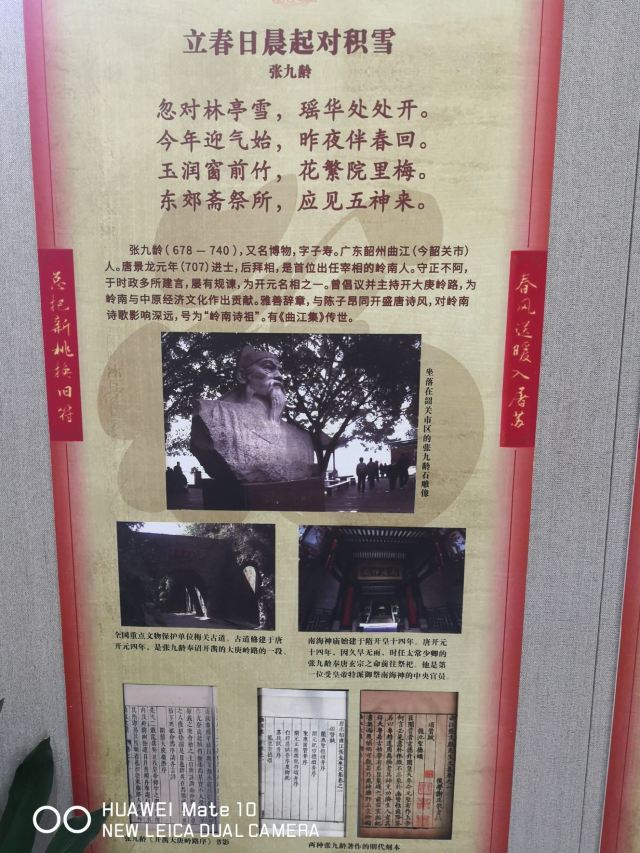 立春日晨起对积雪
张九龄
忽对林亭雪，瑶华处处开。
今年迎气始，昨夜伴春回。
玉润窗前竹，花繁院里梅。
东郊斋祭所，应见五神来。
张九龄（678 — 740），又名博物，字子寿。广东韶州曲江（今韶关市）
人。唐景龙元年（707）进士，后拜相，是首位出任宰相的岭南人。守正不阿，
于时政多所建言，屡有规谏，为开元名相之一。曾倡议并主持开大庾岭路，为
岭南与中原经济文化作出贡献。雅善辞章，与陈子昂同开盛唐诗风，对岭南
诗歌影响深远，号为“岭南诗祖”。有《曲江集》传世。
总把新桃换旧符
春风送暖入屠苏
坐落在韶关市区的张九龄石雕像
全国重点文物保护单位梅关古道。古道修建于唐
开元四年，是张九龄奉诏开凿的大庾岭路的一段。
南海神庙始建于隋开皇十四年。唐开元
十四年，因久旱无雨，时任太常少卿的
张九龄奉唐玄宗之命前往祭祀。他是第
一位受皇帝特派御祭南海神的中央官员。
张九龄《开凿大庾岭路序》书影
两种张九龄著作的明代刻本
HUAWEI Mate 10
NEW LEICA DUAL CAMERA